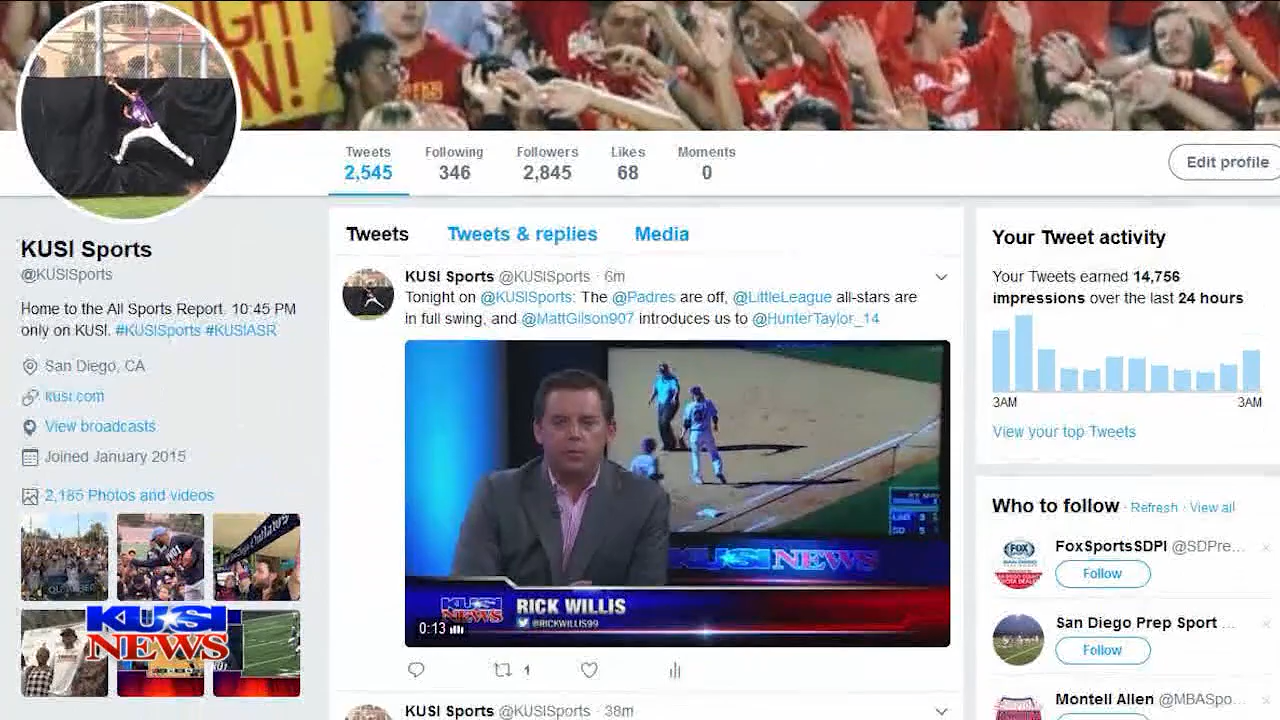 GHT
N!
Tweets Following Followers Likes Moments
2,545 346 2,845 68 0
Edit profile
KUSI Sports
@KUSISports
Home to the All Sports Report. 10:45 PM
only on KUSI. #KUSISports #KUSIASR
San Diego, CA
kusi.com
View broadcasts
Joined January 2015
2,185 Photos and videos
KUSI
NEWS
Tweets Tweets & replies Media
KUSI Sports @KUSISports · 6m
Tonight on @KUSISports: The @Padres are off, @LittleLeague all-stars are
in full swing, and @MattGilson907 introduces us to @HunterTaylor_14
KUSI NEWS
KUSI
NEWS
RICK WILLIS
@RICKWILLIS99
0:13
1
KUSI Sports @KUSISports · 38m
Your Tweet activity
Your Tweets earned 14,756
impressions over the last 24 hours
3AM 3AM
View your top Tweets
Who to follow · Refresh · View all
FOX
FoxSportsSDPI @SDPre...
Follow
San Diego Prep Sport ...
Follow
Montell Allen @MBASpo...